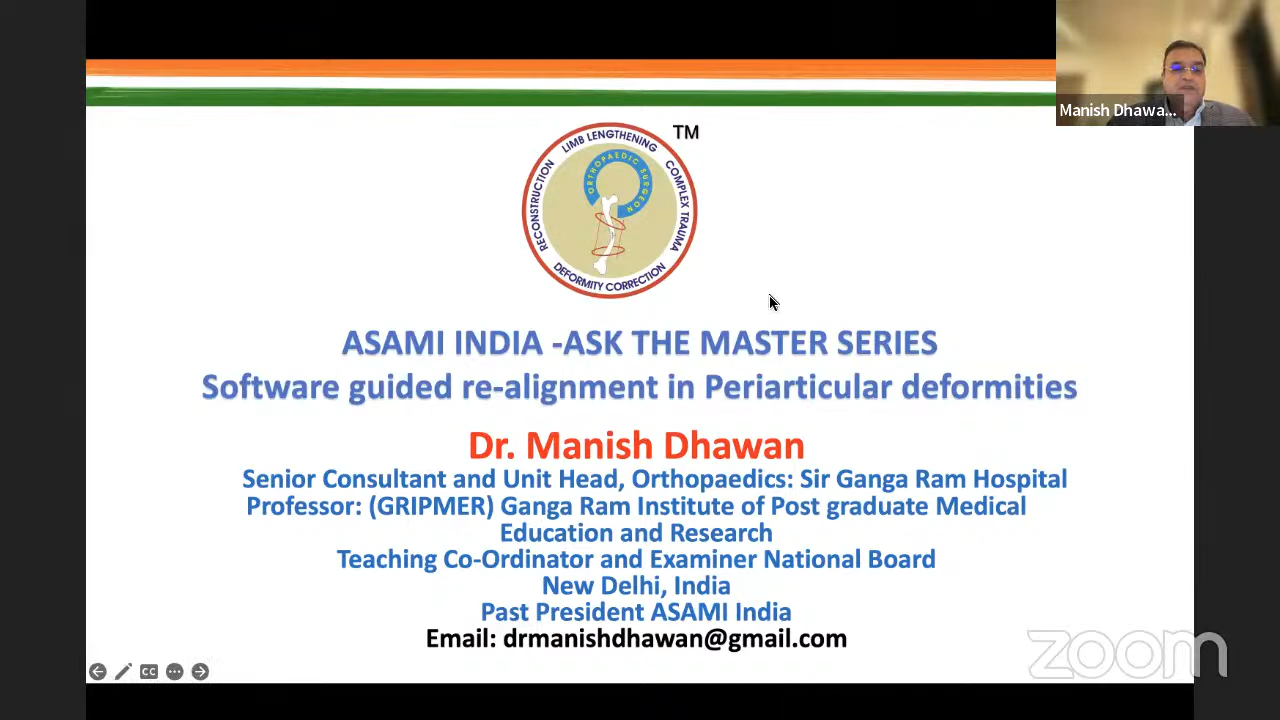 Manish Dhawa...
TM
LIMB LENGTHENING
RECONSTRUCTION
COMPLEX TRAUMA
ORTHOPAEDIC SURGEON
DEFORMITY CORRECTION
ASAMI INDIA -ASK THE MASTER SERIES
Software guided re-alignment in Periarticular deformities
Dr. Manish Dhawan
Senior Consultant and Unit Head, Orthopaedics: Sir Ganga Ram Hospital
Professor: (GRIPMER) Ganga Ram Institute of Post graduate Medical
Education and Research
Teaching Co-Ordinator and Examiner National Board
New Delhi, India
Past President ASAMI India
Email: drmanishdhawan@gmail.com
CC
zoom